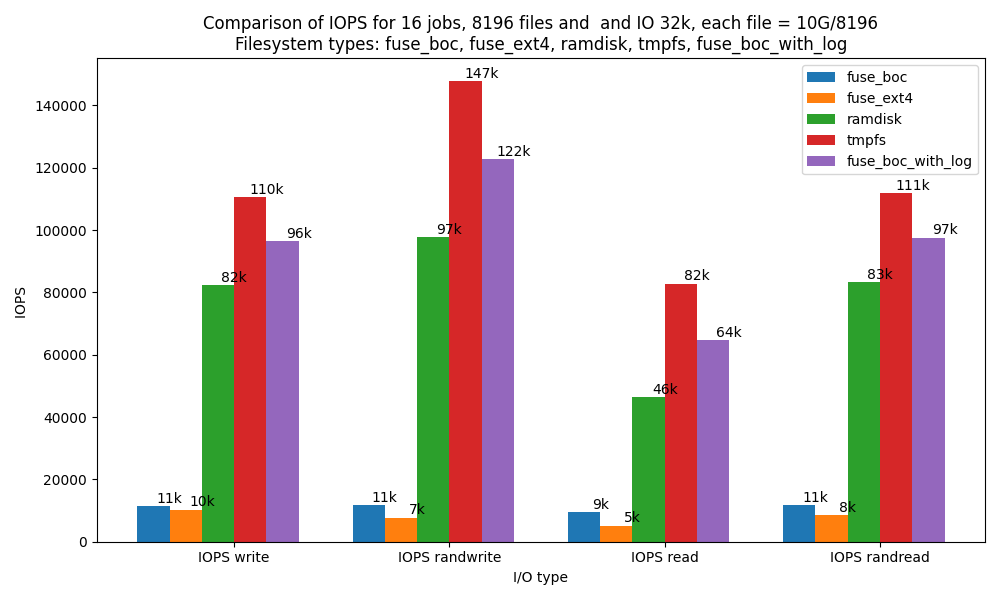 Comparison of IOPS for 16 jobs, 8196 files and  and IO 32k, each file = 10G/8196
Filesystem types: fuse_boc, fuse_ext4, ramdisk, tmpfs, fuse_boc_with_log
fuse_boc
fuse_ext4
ramdisk
tmpfs
fuse_boc_with_log
IOPS
140000
120000
100000
80000
60000
40000
20000
0
11k
10k
82k
110k
96k
11k
7k
97k
147k
122k
9k
5k
46k
82k
64k
11k
8k
83k
111k
97k
IOPS write
IOPS randwrite
IOPS read
IOPS randread
I/O type